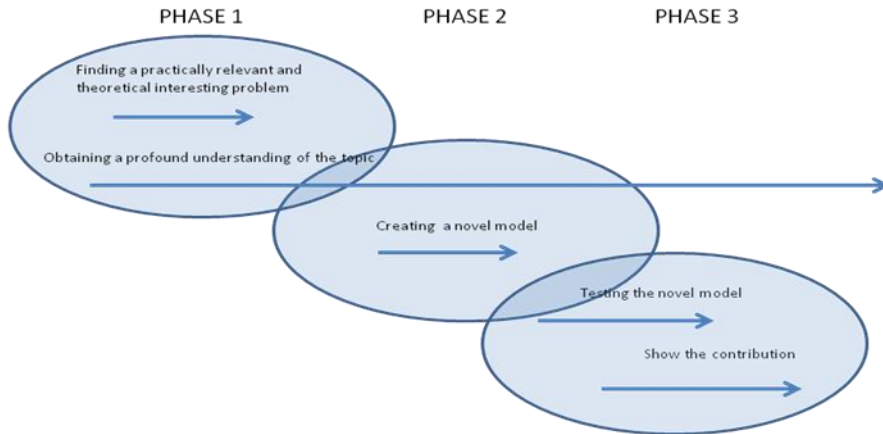 PHASE 1
PHASE 2
PHASE 3
Finding a practically relevant and
theoretical interesting problem
Obtaining a profound understanding of the topic
Creating a novel model
Testing the novel model
Show the contribution